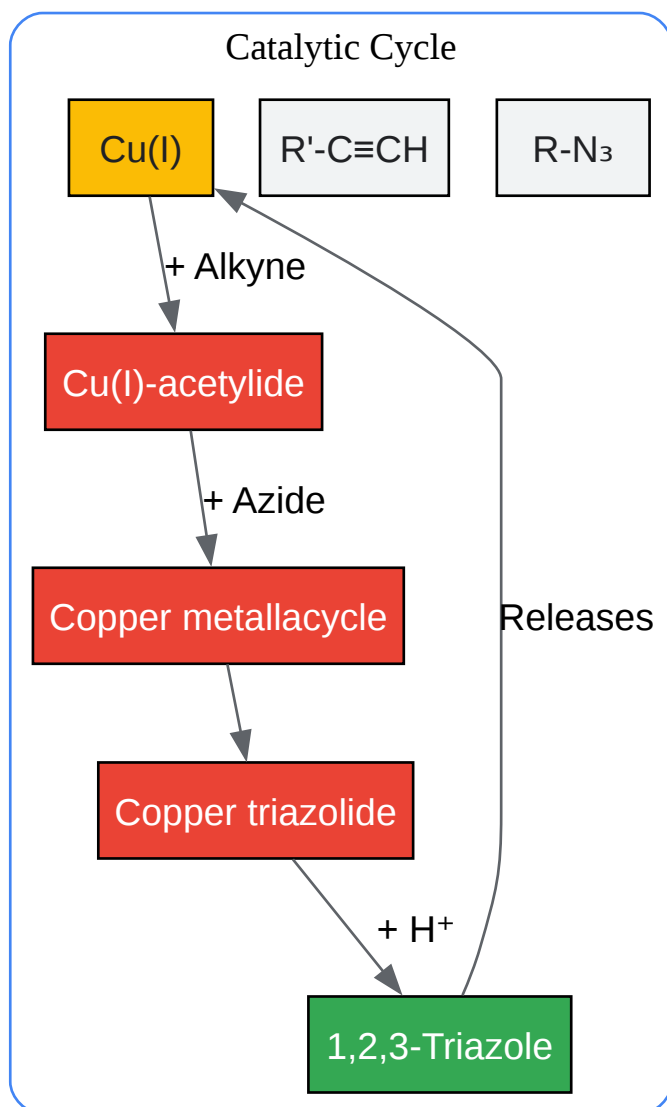 Catalytic Cycle
Cu(I)
R'-C≡CH
R-N₃
+ Alkyne
Cu(I)-acetylide
+ Azide
Copper metallacycle
Releases
Copper triazolide
+ H⁺
1,2,3-Triazole